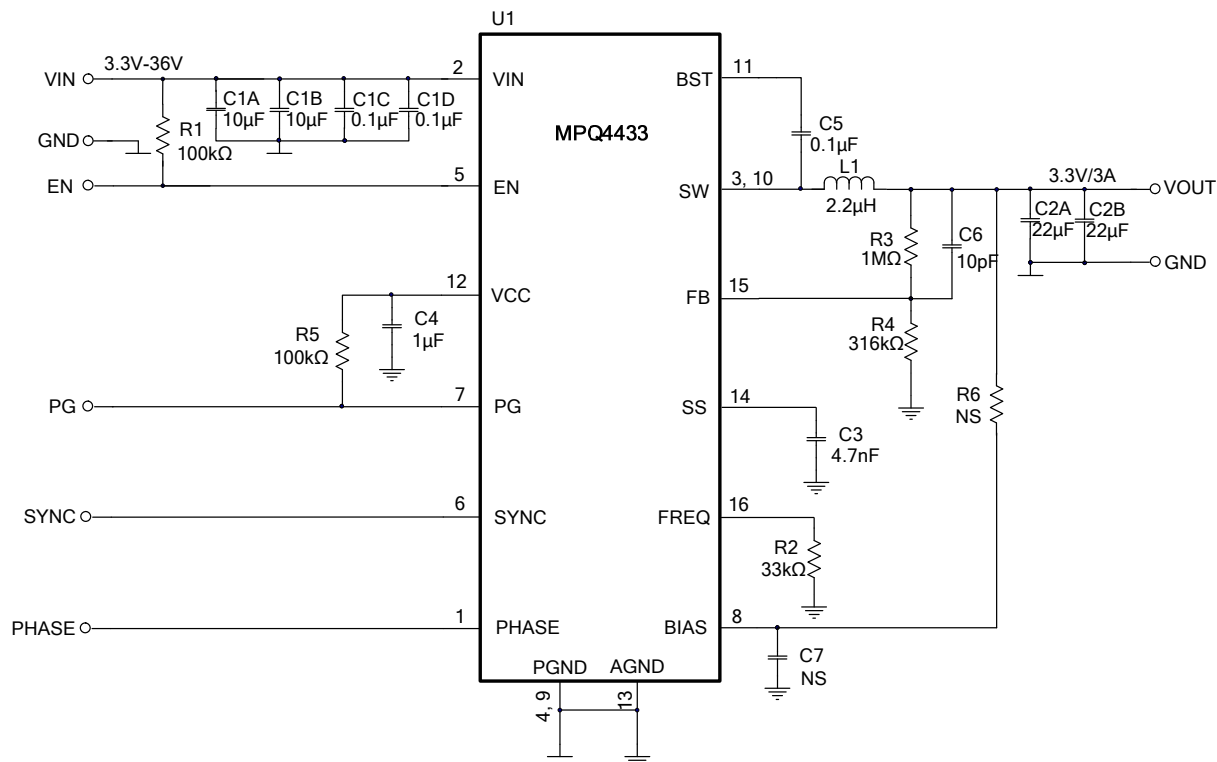 U1
3.3V-36V
VIN
2
VIN
BST
11
C1A
10µF
C1B
10µF
C1C
0.1µF
C1D
0.1µF
R1
100kΩ
MPQ4433
C5
0.1µF
GND
EN
5
EN
SW
3, 10
L1
2.2µH
3.3V/3A
VOUT
R3
1MΩ
C6
10pF
C2A
22µF
C2B
22µF
GND
12
VCC
FB
15
R5
100kΩ
C4
1µF
R4
316kΩ
PG
7
PG
SS
14
R6
NS
C3
4.7nF
SYNC
6
SYNC
FREQ
16
R2
33kΩ
PHASE
1
PHASE
BIAS
8
C7
NS
PGND
AGND
4, 9
13